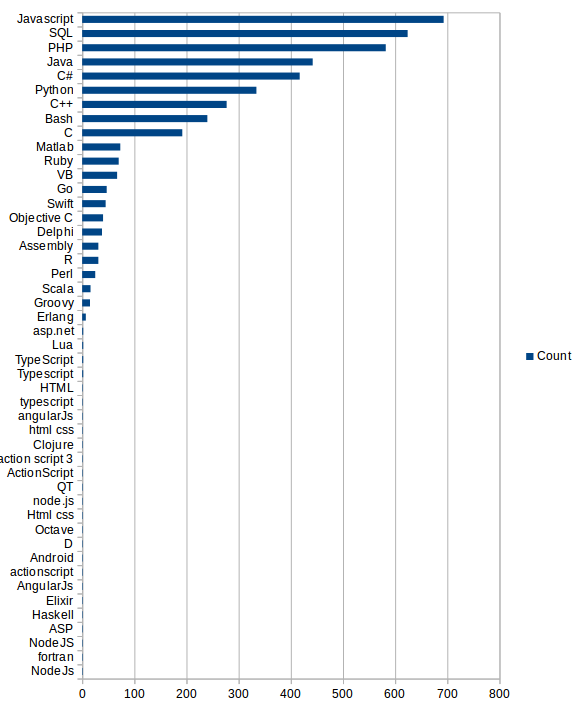 Javascript
SQL
PHP
Java
C#
Python
C++
Bash
C
Matlab
Ruby
VB
Go
Swift
Objective C
Delphi
Assembly
R
Perl
Scala
Groovy
Erlang
asp.net
Lua
TypeScript
Typescript
HTML
typescript
angularJs
html css
Clojure
action script 3
ActionScript
QT
node.js
Html css
Octave
D
Android
actionscript
AngularJs
Elixir
Haskell
ASP
NodeJS
fortran
NodeJs
0 100 200 300 400 500 600 700 800
Count